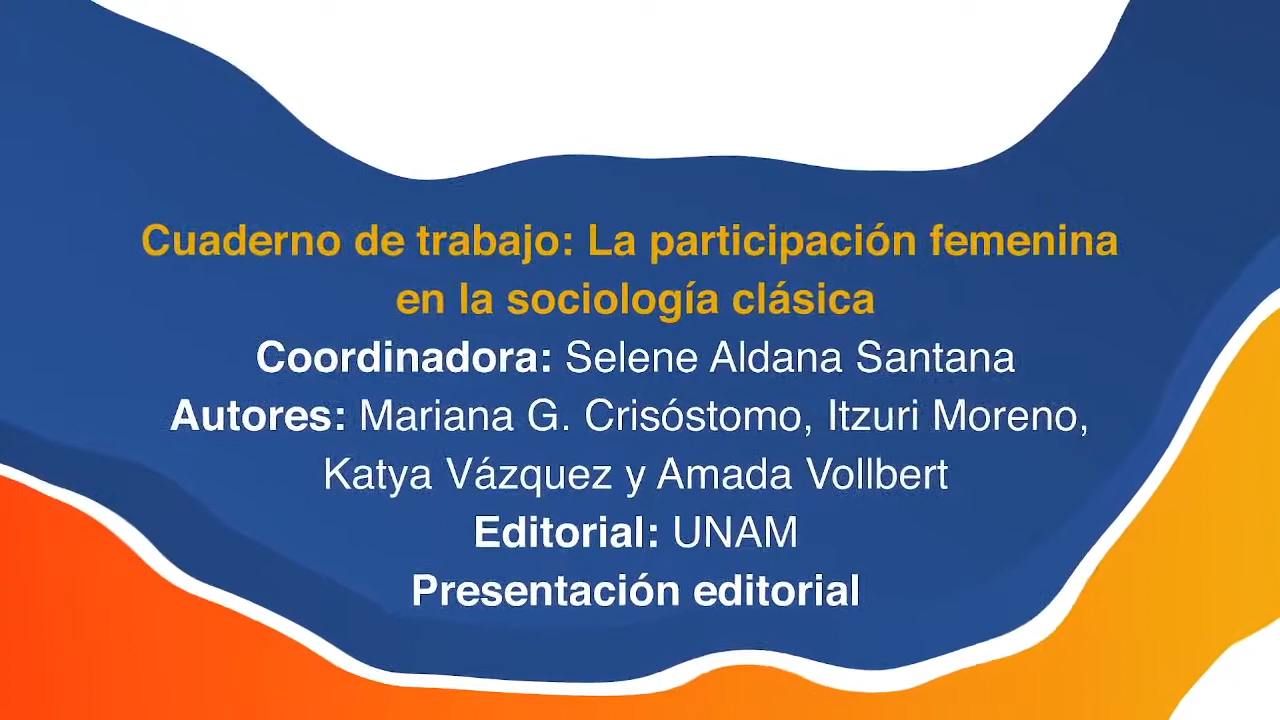 Cuaderno de trabajo: La participación femenina
en la sociología clásica
Coordinadora: Selene Aldana Santana
Autores: Mariana G. Crisóstomo, Itzuri Moreno,
Katya Vázquez y Amada Vollbert
Editorial: UNAM
Presentación editorial